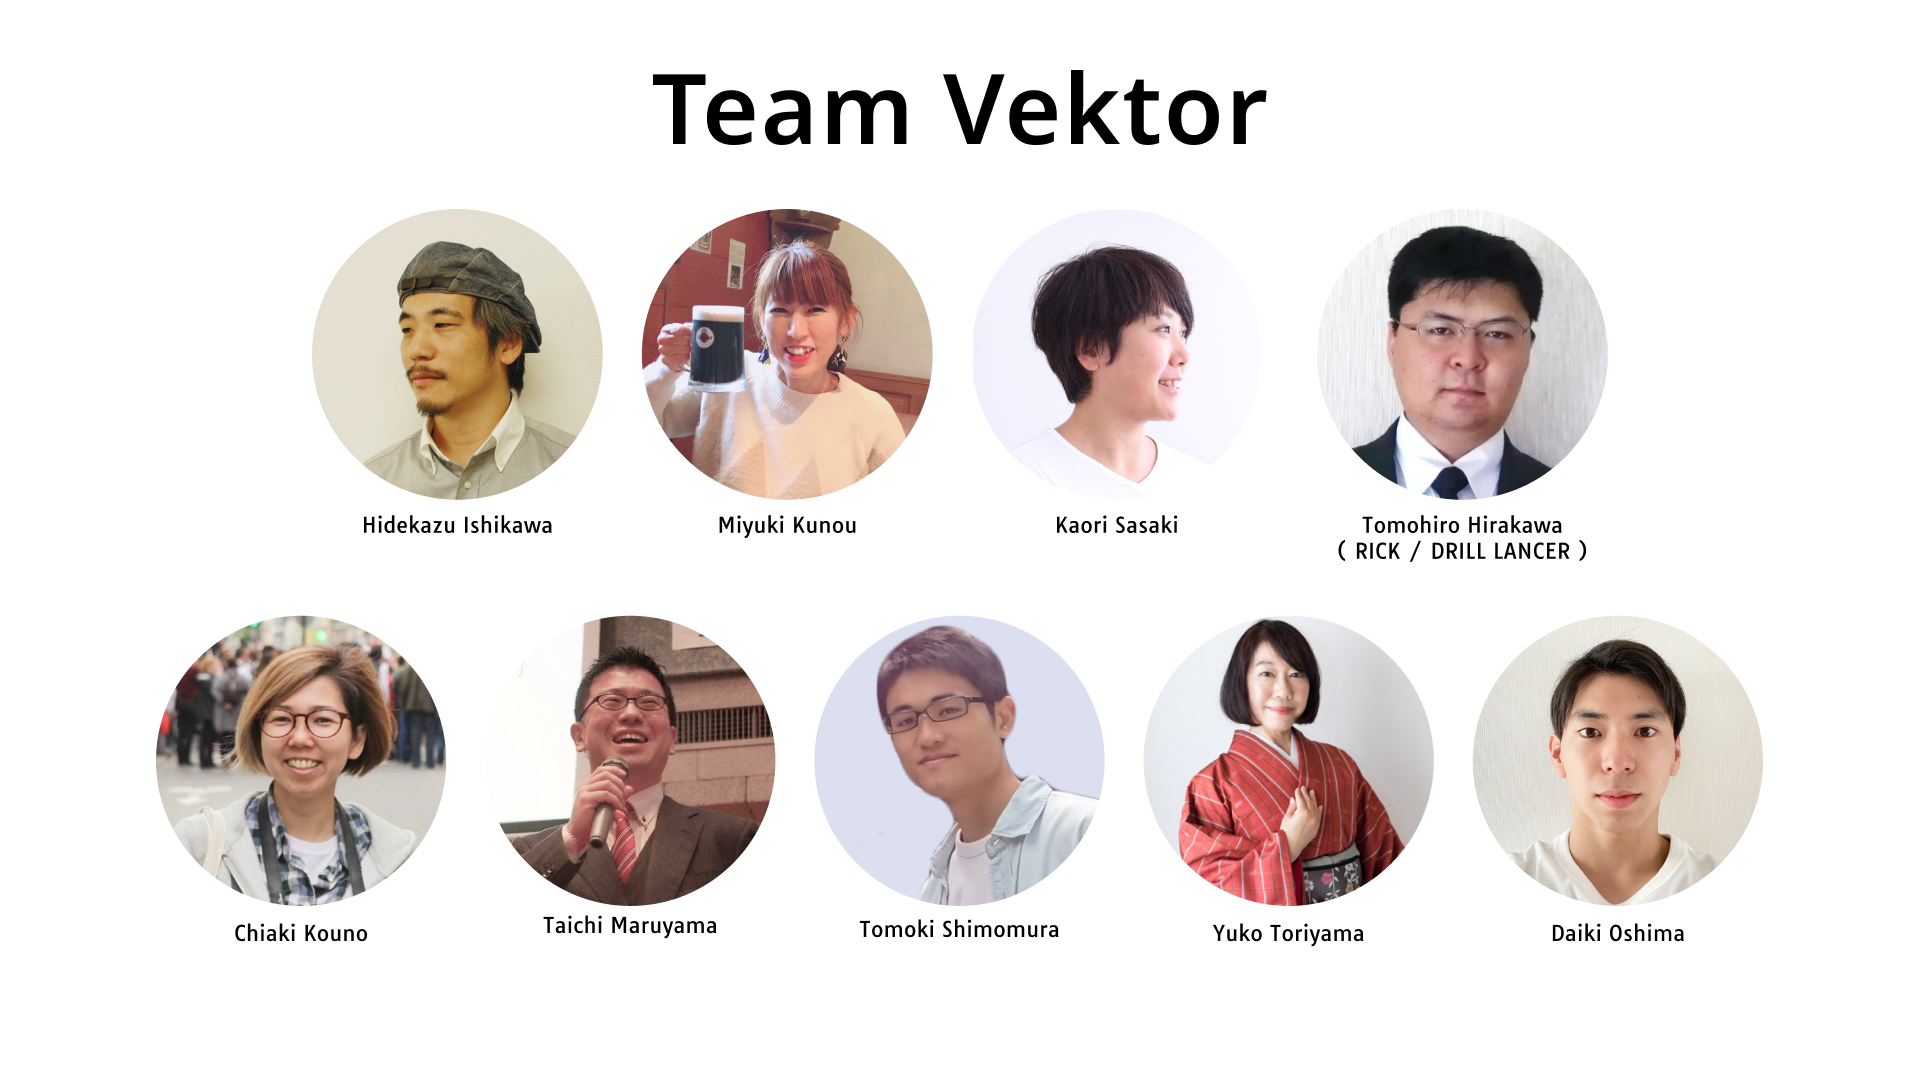 Team Vektor
Hidekazu Ishikawa
Miyuki Kunou
Kaori Sasaki
Tomohiro Hirakawa
( RICK / DRILL LANCER )
Chiaki Kouno
Taichi Maruyama
Tomoki Shimomura
Yuko Toriyama
Daiki Oshima